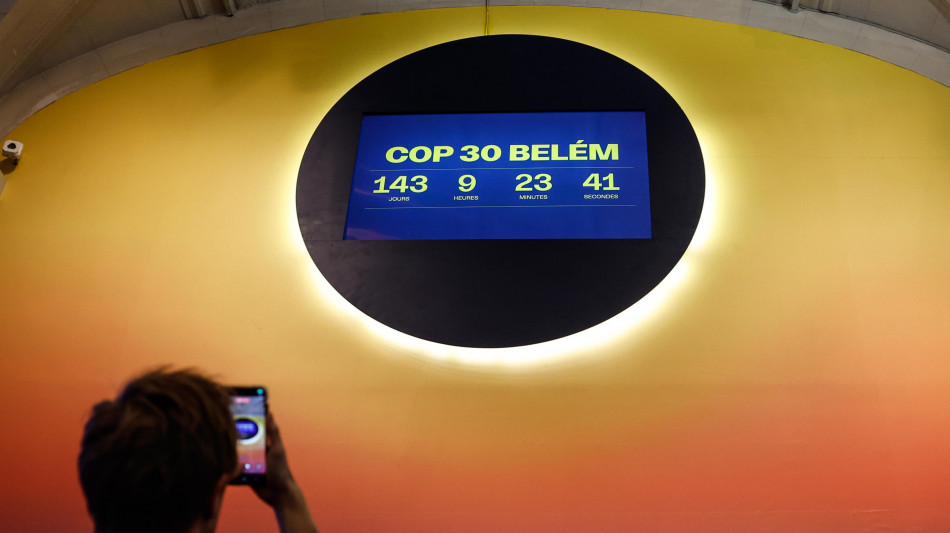 COP 30 BELÉM
143 9 23 41
JOURS HEURES MINUTES SECONDES